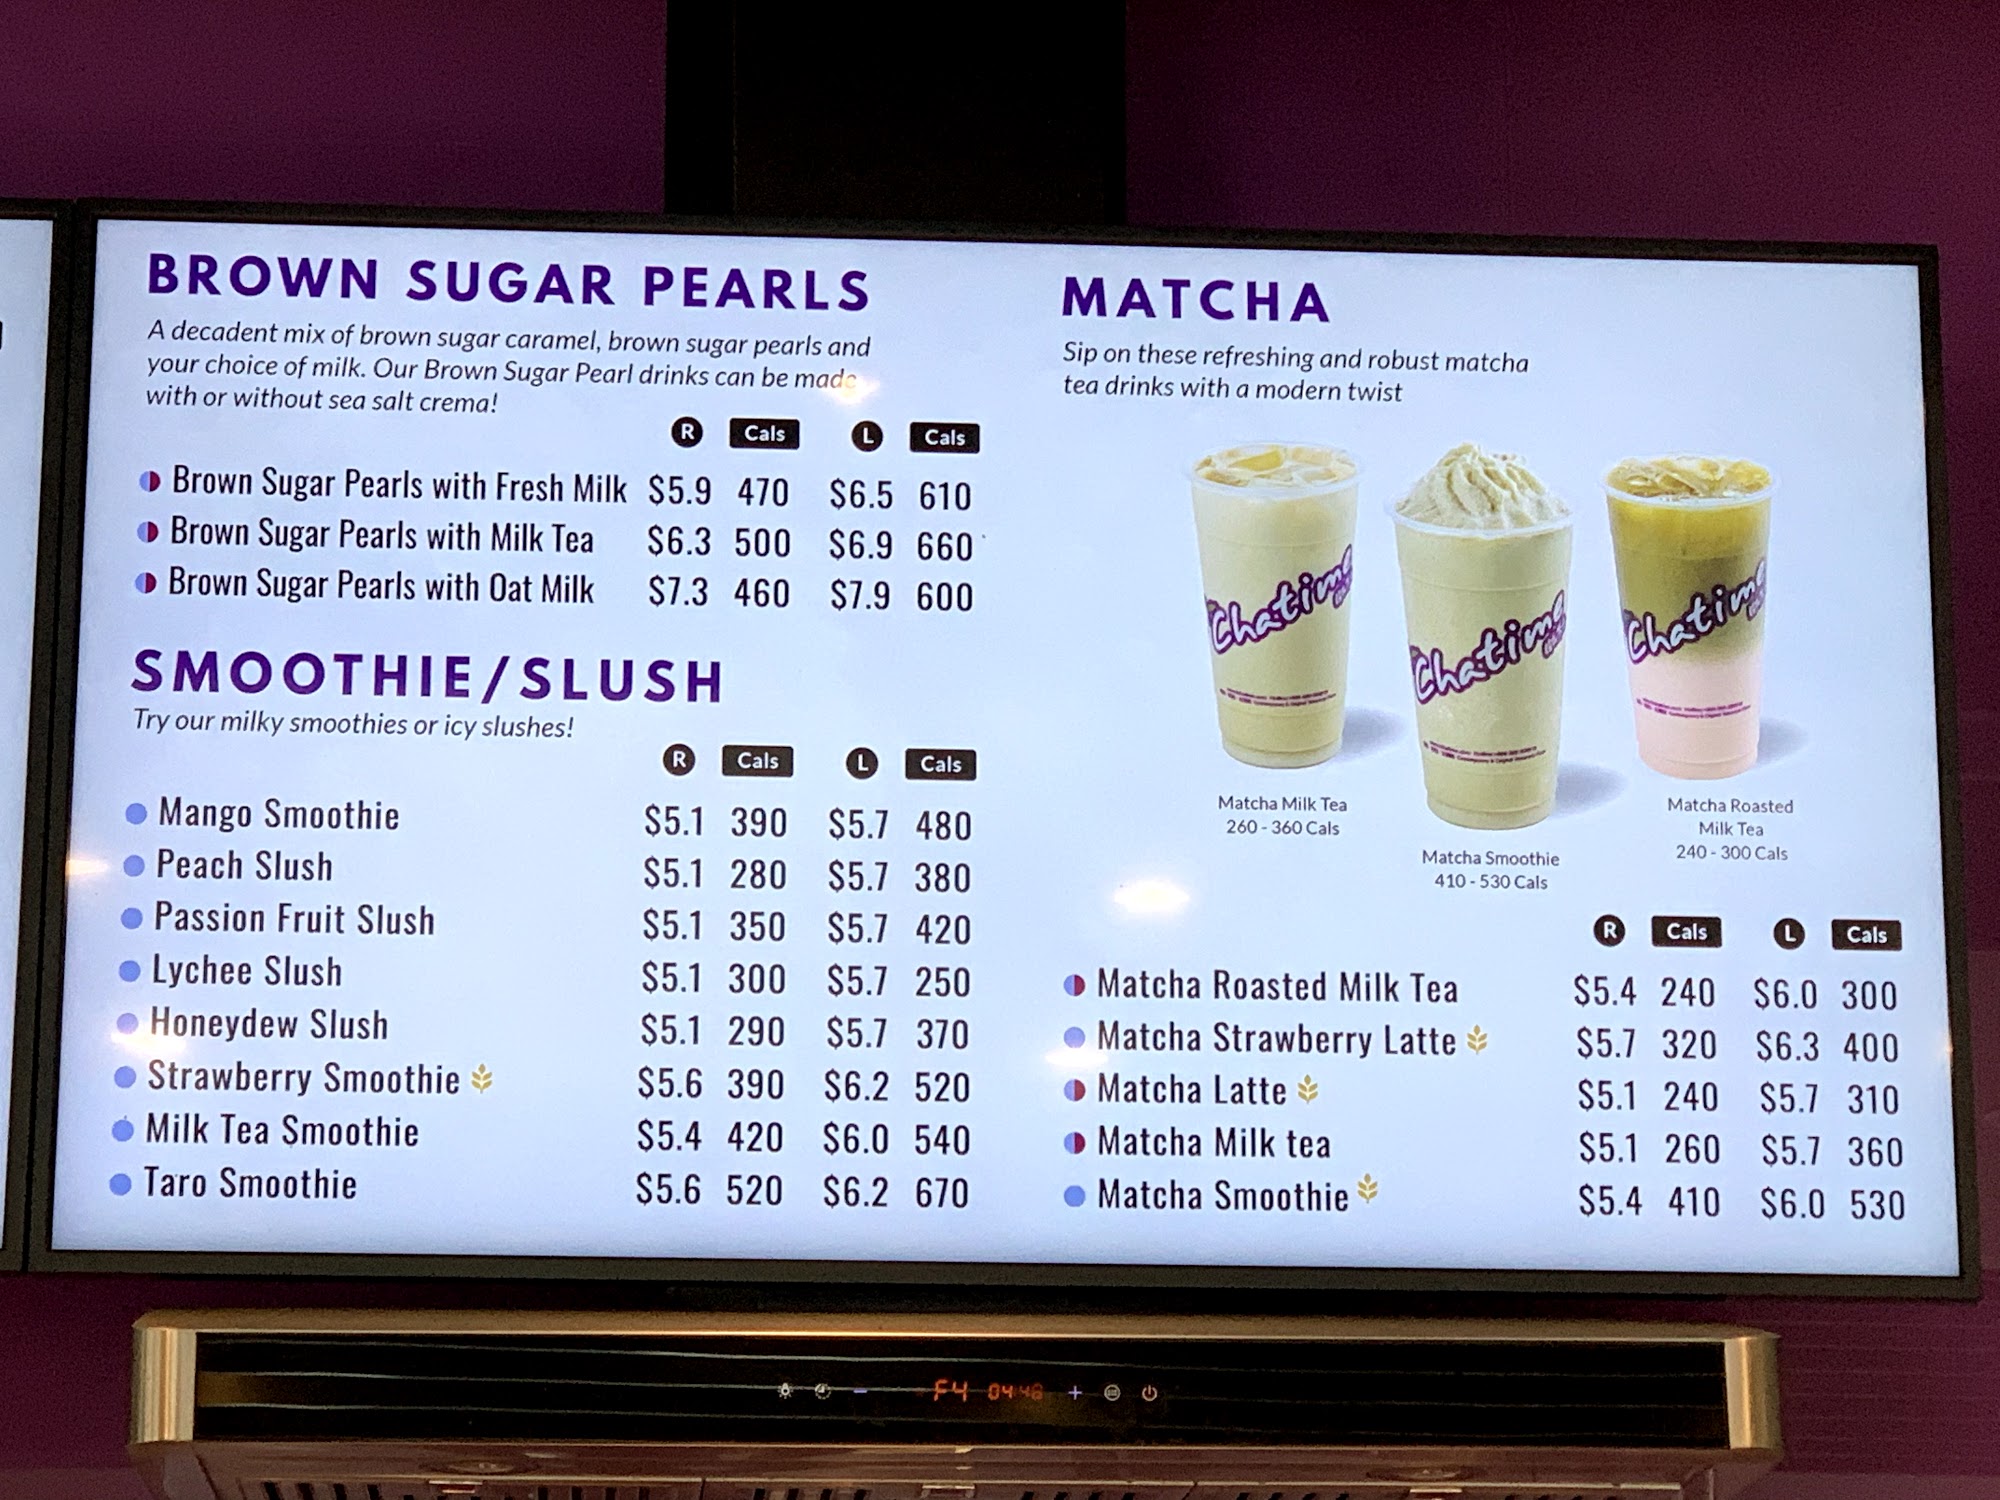 BROWN SUGAR PEARLS
A decadent mix of brown sugar caramel, brown sugar pearls and
your choice of milk. Our Brown Sugar Pearl drinks can be made
with or without sea salt crema!
R Cals L Cals
Brown Sugar Pearls with Fresh Milk $5.9 470 $6.5 610
Brown Sugar Pearls with Milk Tea $6.3 500 $6.9 660
Brown Sugar Pearls with Oat Milk $7.3 460 $7.9 600
SMOOTHIE/SLUSH
Try our milky smoothies or icy slushes!
R Cals L Cals
Mango Smoothie $5.1 390 $5.7 480
Peach Slush $5.1 280 $5.7 380
Passion Fruit Slush $5.1 350 $5.7 420
Lychee Slush $5.1 300 $5.7 250
Honeydew Slush $5.1 290 $5.7 370
Strawberry Smoothie $5.6 390 $6.2 520
Milk Tea Smoothie $5.4 420 $6.0 540
Taro Smoothie $5.6 520 $6.2 670
MATCHA
Sip on these refreshing and robust matcha
tea drinks with a modern twist
Chatime
Chatime
Chatime
Matcha Milk Tea
260 - 360 Cals
Matcha Smoothie
410 - 530 Cals
Matcha Roasted
Milk Tea
240 - 300 Cals
R Cals L Cals
Matcha Roasted Milk Tea $5.4 240 $6.0 300
Matcha Strawberry Latte $5.7 320 $6.3 400
Matcha Latte $5.1 240 $5.7 310
Matcha Milk tea $5.1 260 $5.7 360
Matcha Smoothie $5.4 410 $6.0 530
F4 04:48